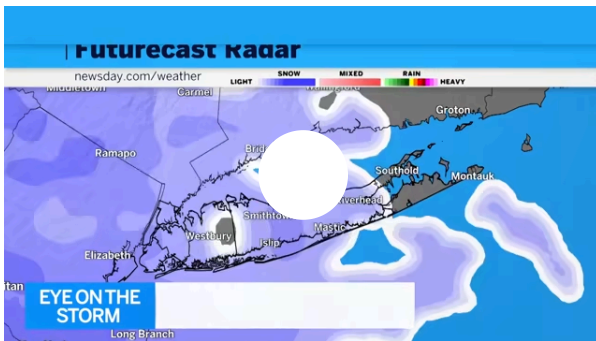 Futurecast Radar
newsday.com/weather
LIGHT SNOW MIXED RAIN HEAVY
Middletown
Carmel
Groton
Ramapo
Southold
Montauk
Smithtown
Westbury
Mastic
Islip
Elizabeth
EYE ON THE
STORM
Long Branch